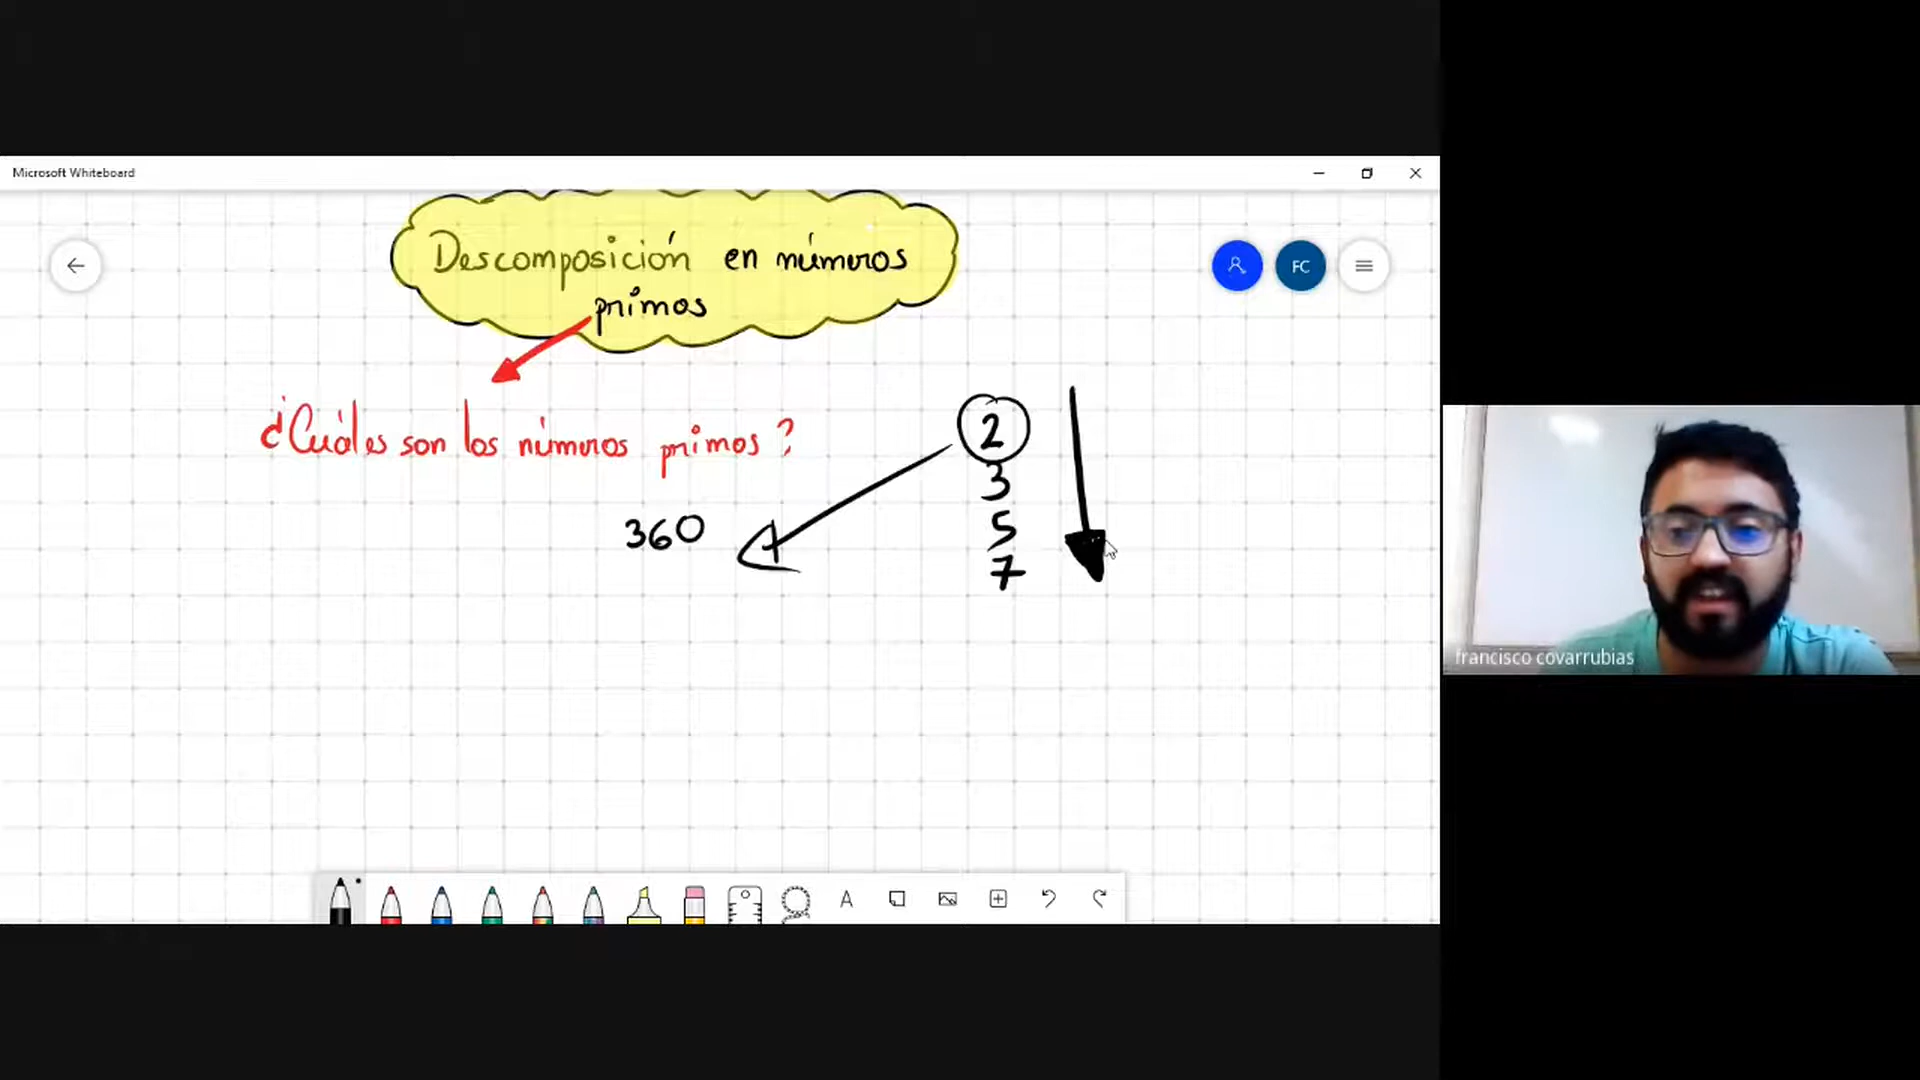 Microsoft Whiteboard
Descomposición en números
primos
FC
¿Cuáles son los números primos?
2
3
5
7
360
A
francisco covarrubias